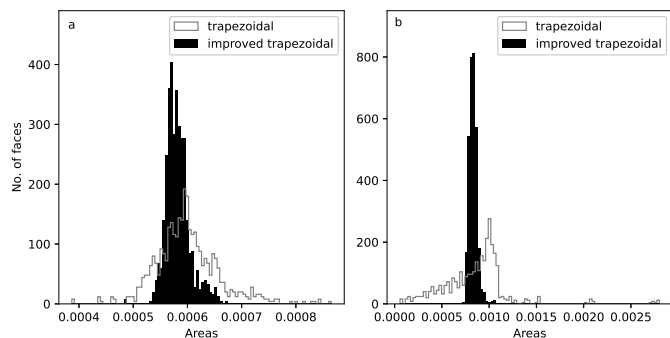 a
trapezoidal
improved trapezoidal
No. of faces
400
300
200
100
0
0.0004 0.0005 0.0006 0.0007 0.0008
Areas
b
trapezoidal
improved trapezoidal
800
600
400
200
0
0.0000 0.0005 0.0010 0.0015 0.0020 0.0025
Areas